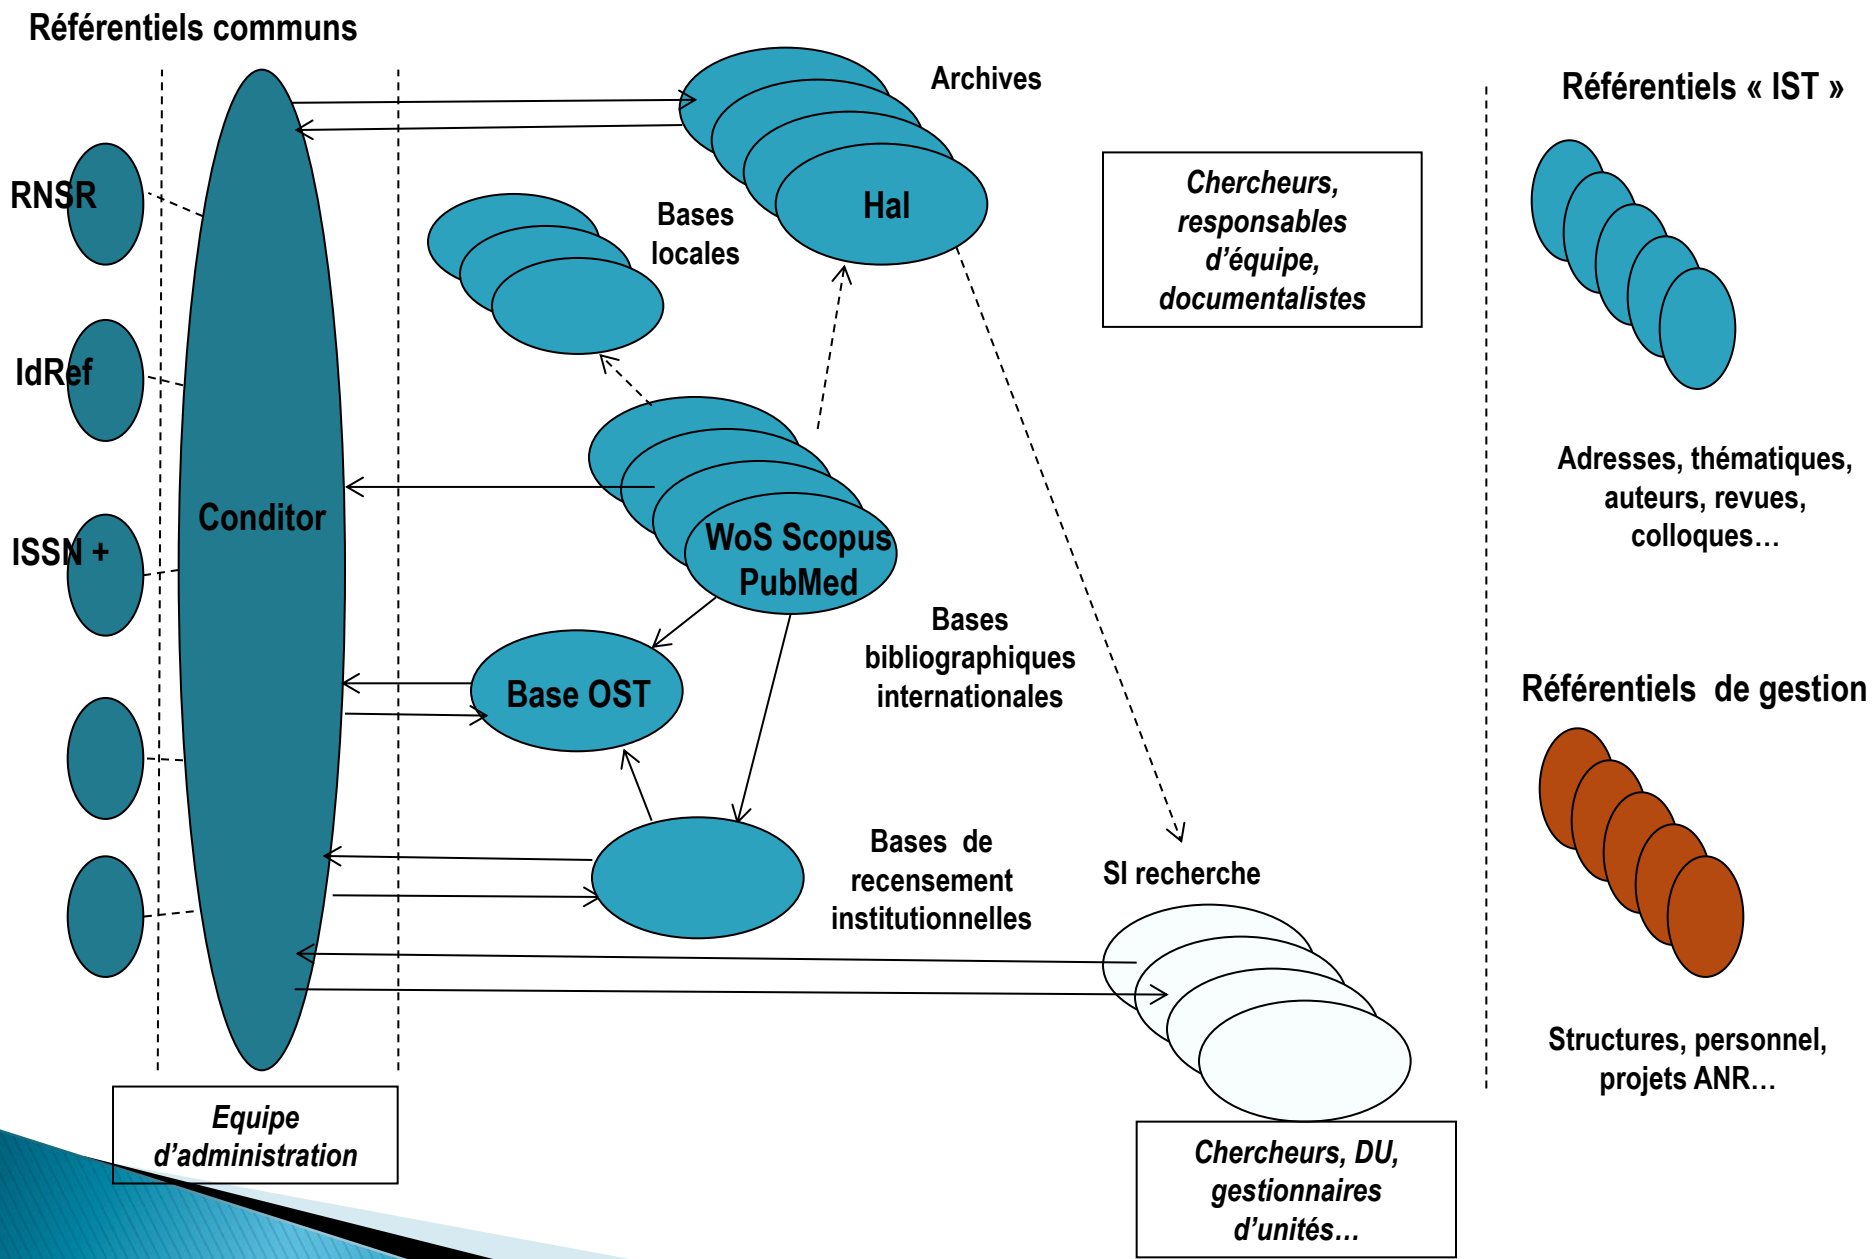 Référentiels communs
RNSR
IdRef
ISSN +
Conditor
Equipe
d’administration
Archives
Hal
Bases
locales
WoS Scopus
PubMed
Bases
bibliographiques
internationales
Base OST
Bases de
recensement
institutionnelles
Chercheurs,
responsables
d’équipe,
documentalistes
SI recherche
Chercheurs, DU,
gestionnaires
d’unités…
Référentiels « IST »
Adresses, thématiques,
auteurs, revues,
colloques…
Référentiels de gestion
Structures, personnel,
projets ANR…